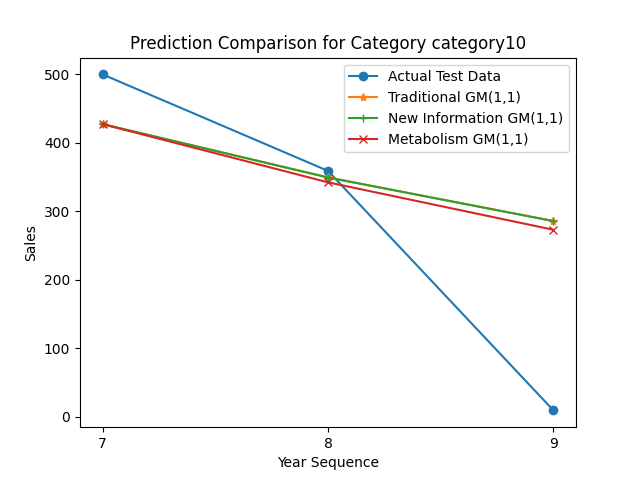 Prediction Comparison for Category category10
Actual Test Data
Traditional GM(1,1)
New Information GM(1,1)
Metabolism GM(1,1)
Sales
500
400
300
200
100
0
7 8 9
Year Sequence